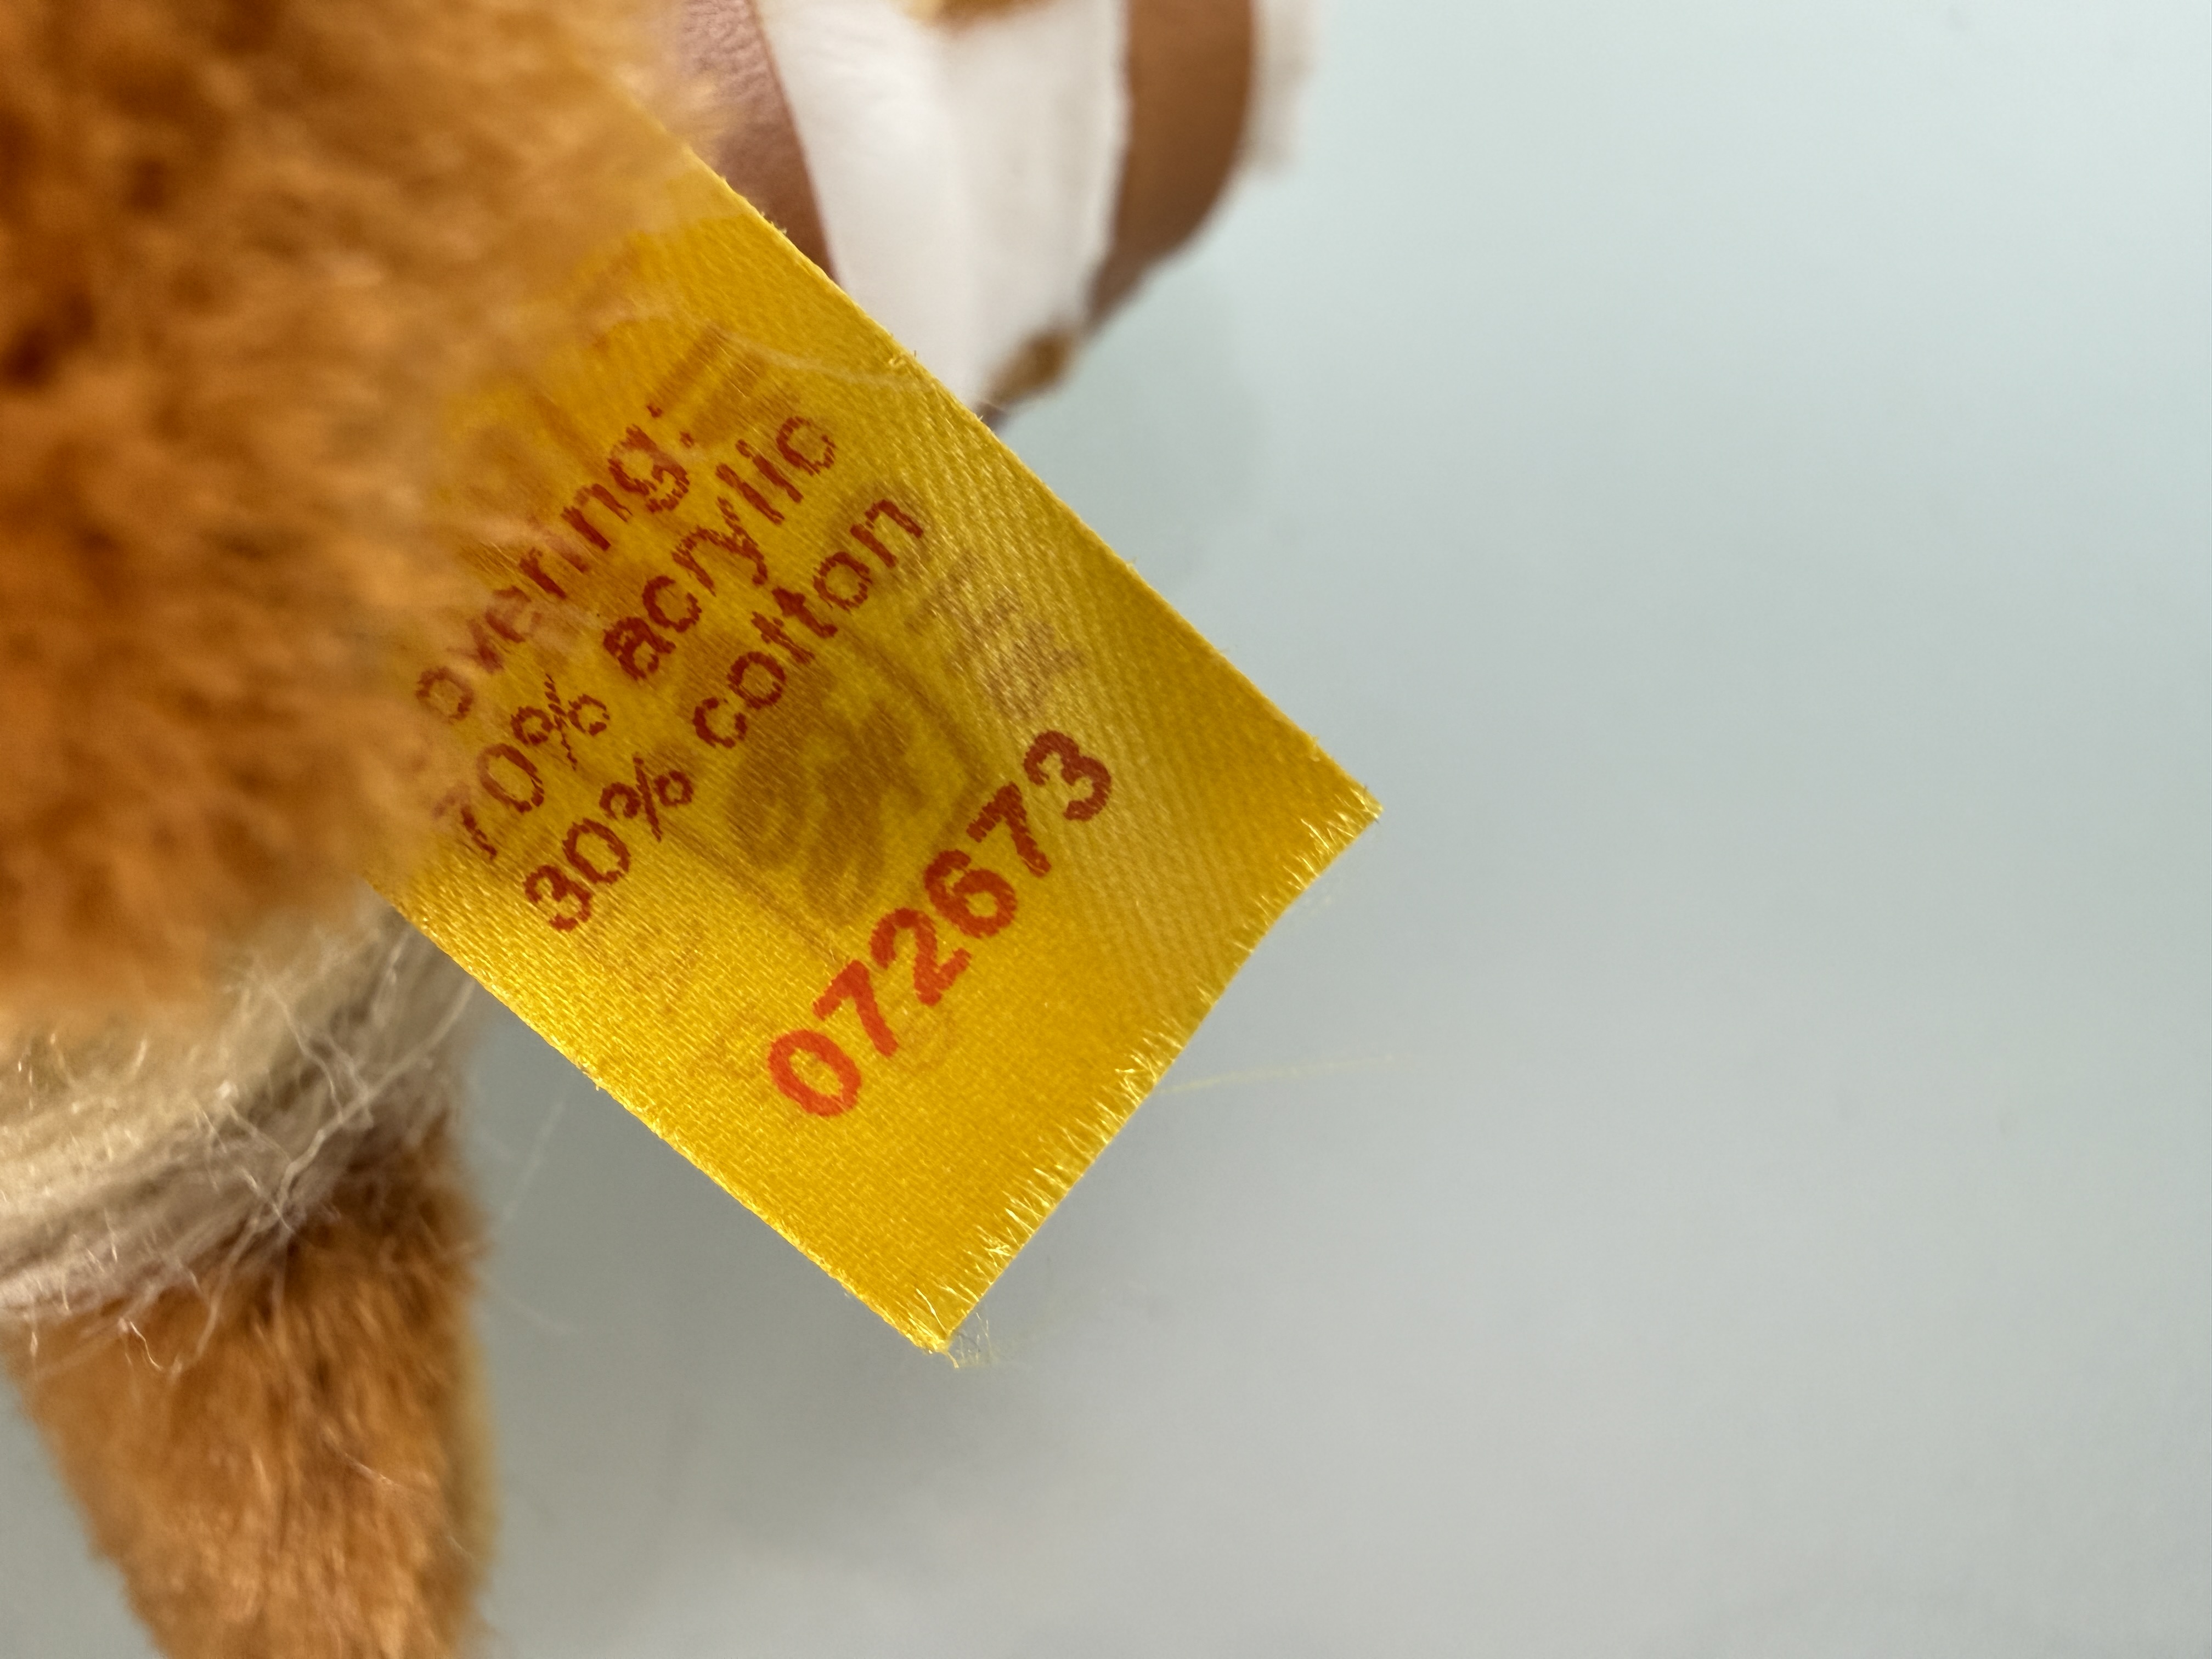 overing:
70% acrylic
30% cotton
072673